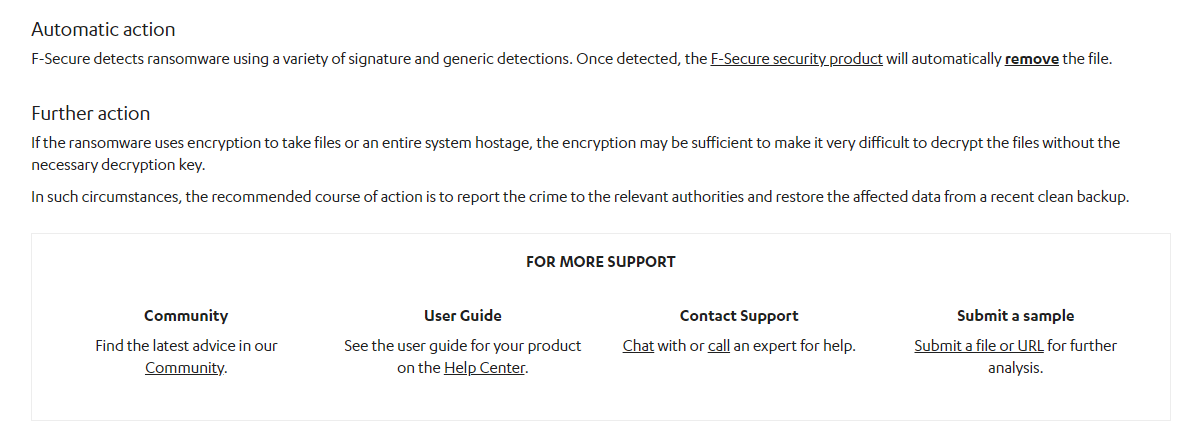 Automatic action
F-Secure detects ransomware using a variety of signature and generic detections. Once detected, the F-Secure security product will automatically remove the file.
Further action
If the ransomware uses encryption to take files or an entire system hostage, the encryption may be sufficient to make it very difficult to decrypt the files without the
necessary decryption key.
In such circumstances, the recommended course of action is to report the crime to the relevant authorities and restore the affected data from a recent clean backup.
FOR MORE SUPPORT
Community
Find the latest advice in our
Community.
User Guide
See the user guide for your product
on the Help Center.
Contact Support
Chat with or call an expert for help.
Submit a sample
Submit a file or URL for further
analysis.